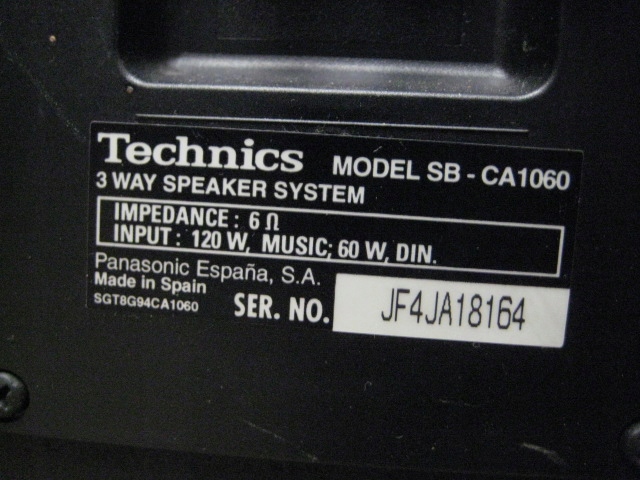 Technics MODEL SB - CA1060
3 WAY SPEAKER SYSTEM
IMPEDANCE : 6 Ω
INPUT : 120 W, MUSIC; 60 W, DIN.
Panasonic España, S.A.
Made in Spain
SGT8G94CA1060 SER. NO. JF4JA18164